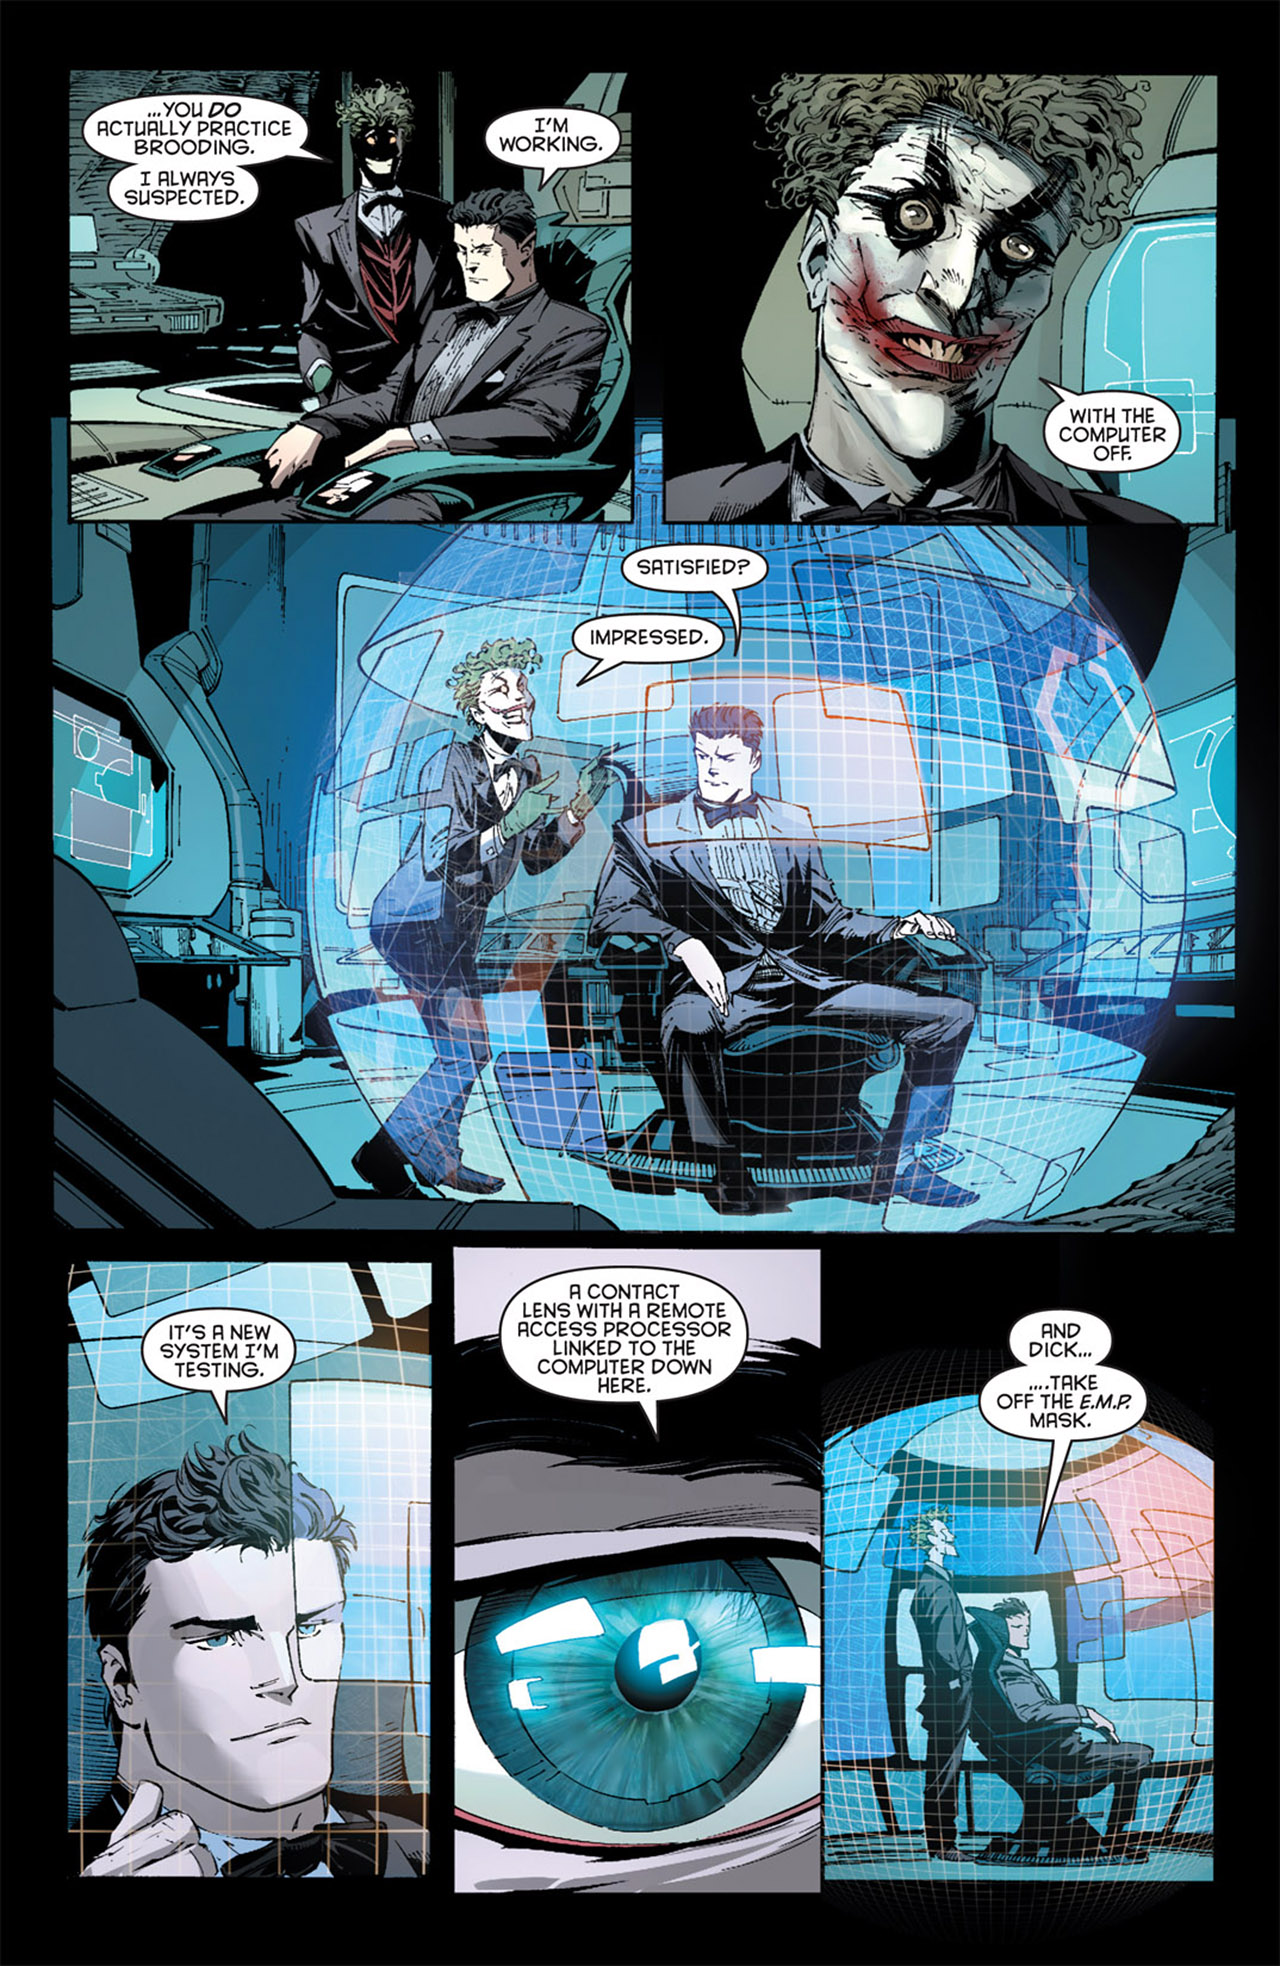 ...YOU DO
ACTUALLY PRACTICE
BROODING.
I ALWAYS
SUSPECTED.
I'M
WORKING.
WITH THE
COMPUTER
OFF.
SATISFIED?
IMPRESSED.
IT'S A NEW
SYSTEM I'M
TESTING.
A CONTACT
LENS WITH A REMOTE
ACCESS PROCESSOR
LINKED TO THE
COMPUTER DOWN
HERE.
AND
DICK...
....TAKE
OFF THE E.M.P.
MASK.